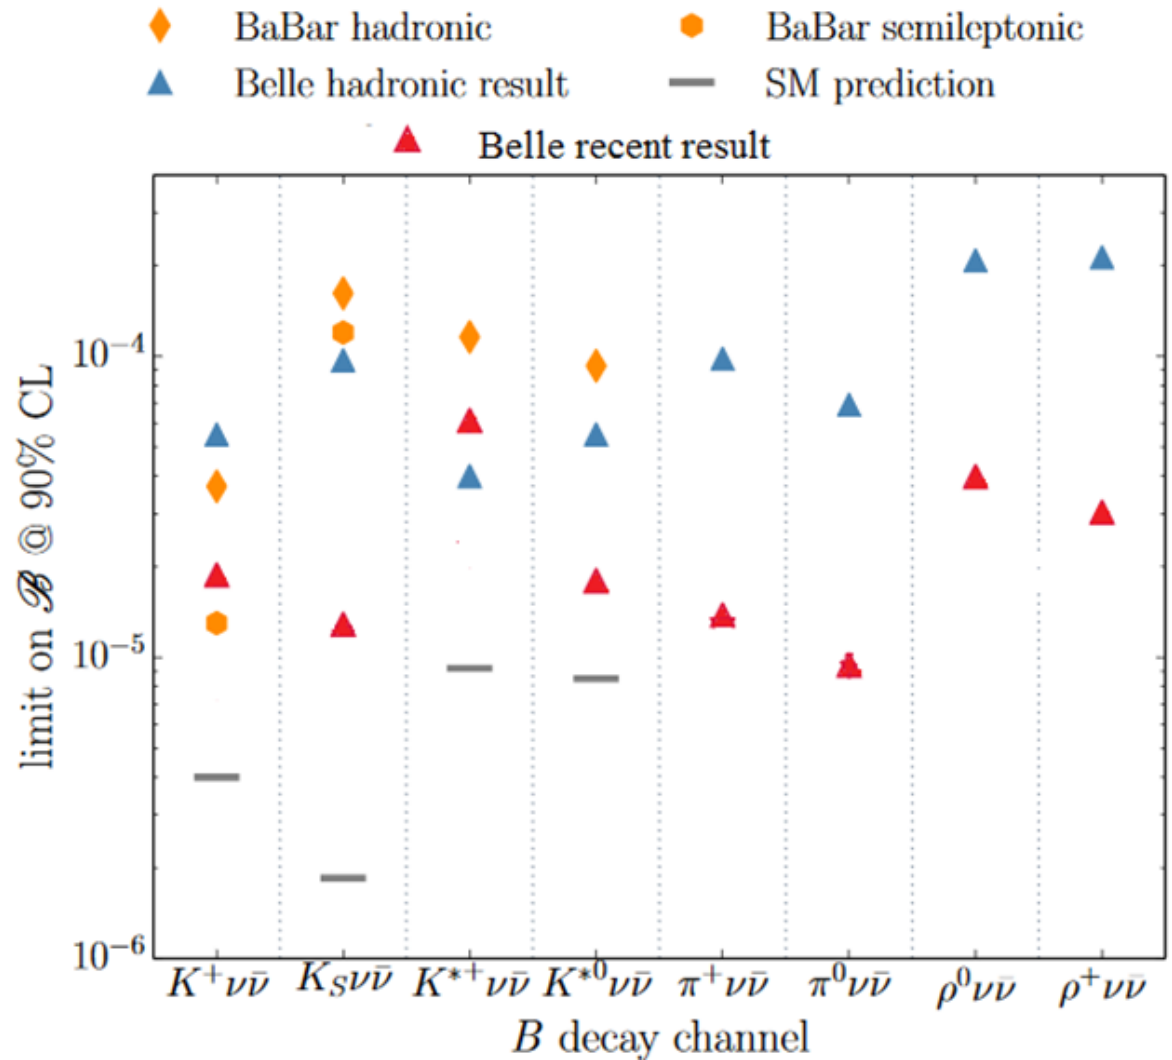 BaBar hadronic BaBar semileptonic
Belle hadronic result SM prediction
Belle recent result
limit on ℬ @ 90% CL
10⁻⁴
10⁻⁵
10⁻⁶
K⁺νν̄ K_Sνν̄ K*⁺νν̄ K*⁰νν̄ π⁺νν̄ π⁰νν̄ ρ⁰νν̄ ρ⁺νν̄
B decay channel